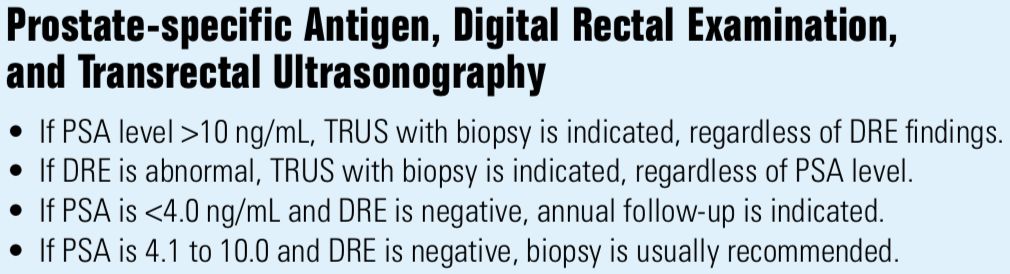 Prostate-specific Antigen, Digital Rectal Examination,
and Transrectal Ultrasonography
• If PSA level >10 ng/mL, TRUS with biopsy is indicated, regardless of DRE findings.
• If DRE is abnormal, TRUS with biopsy is indicated, regardless of PSA level.
• If PSA is <4.0 ng/mL and DRE is negative, annual follow-up is indicated.
• If PSA is 4.1 to 10.0 and DRE is negative, biopsy is usually recommended.